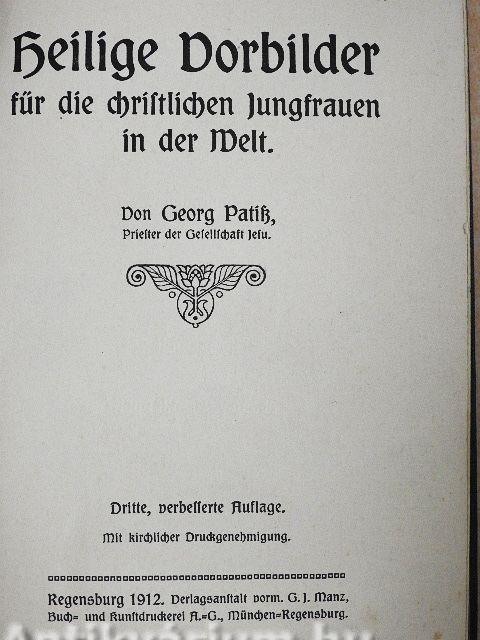 Heilige Vorbilder
für die chriſtlichen Jungfrauen
in der Welt.
Von Georg Patiß,
Prieſter der Geſellſchaft Jeſu.
Dritte, verbeſſerte Auflage.
Mit kirchlicher Druckgenehmigung.
Regensburg 1912. Verlagsanſtalt vorm. G. J. Manz,
Buch- und Kunſtdruckerei A.=G., München=Regensburg.